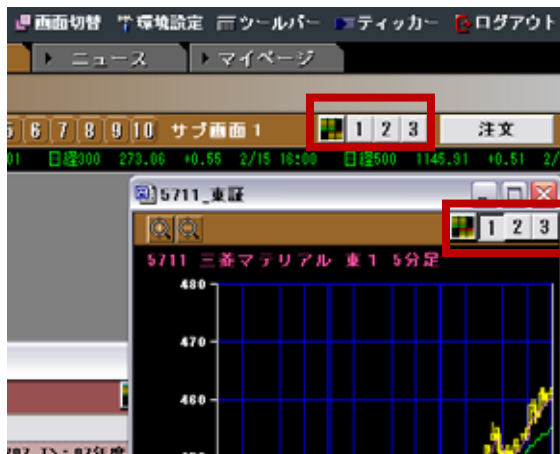 画面切替 環境設定 ツールバー ティッカー ログアウト
ニュース マイページ
5 6 7 8 9 10 サブ画面 1 1 2 3 注文
01 日経300 273.06 +0.55 2/15 16:00 日経500 1145.91 +0.51 2/
5711_東証
1 2 3
5711 三菱マテリアル 東1 5分足
480
470
460